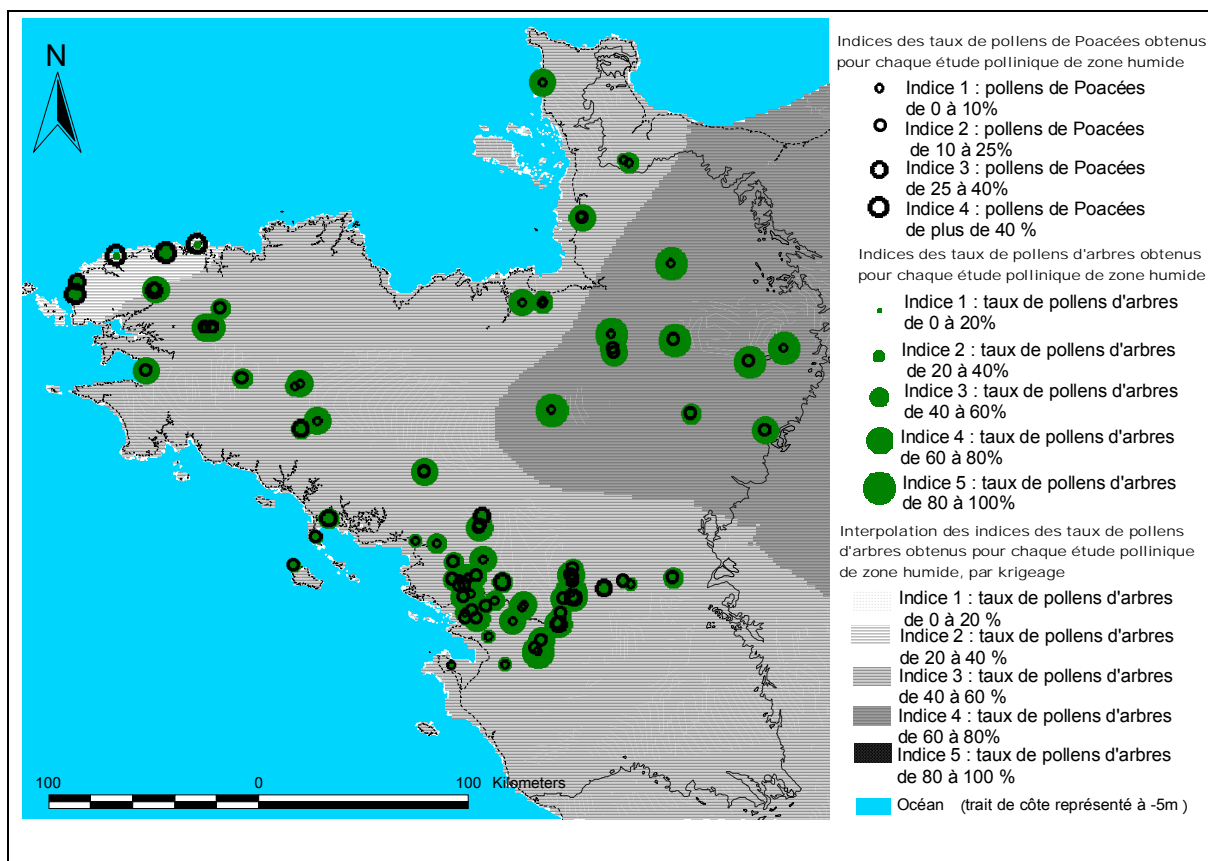 N
100 0 100 Kilometers
Indices des taux de pollens de Poacées obtenus
pour chaque étude pollinique de zone humide
Indice 1 : pollens de Poacées
de 0 à 10%
Indice 2 : pollens de Poacées
de 10 à 25%
Indice 3 : pollens de Poacées
de 25 à 40%
Indice 4 : pollens de Poacées
de plus de 40 %
Indices des taux de pollens d'arbres obtenus
pour chaque étude pollinique de zone humide
Indice 1 : taux de pollens d'arbres
de 0 à 20%
Indice 2 : taux de pollens d'arbres
de 20 à 40%
Indice 3 : taux de pollens d'arbres
de 40 à 60%
Indice 4 : taux de pollens d'arbres
de 60 à 80%
Indice 5 : taux de pollens d'arbres
de 80 à 100%
Interpolation des indices des taux de pollens
d'arbres obtenus pour chaque étude pollinique
de zone humide, par krigeage
Indice 1 : taux de pollens d'arbres
de 0 à 20 %
Indice 2 : taux de pollens d'arbres
de 20 à 40 %
Indice 3 : taux de pollens d'arbres
de 40 à 60 %
Indice 4 : taux de pollens d'arbres
de 60 à 80%
Indice 5 : taux de pollens d'arbres
de 80 à 100 %
Océan (trait de côte représenté à -5m )